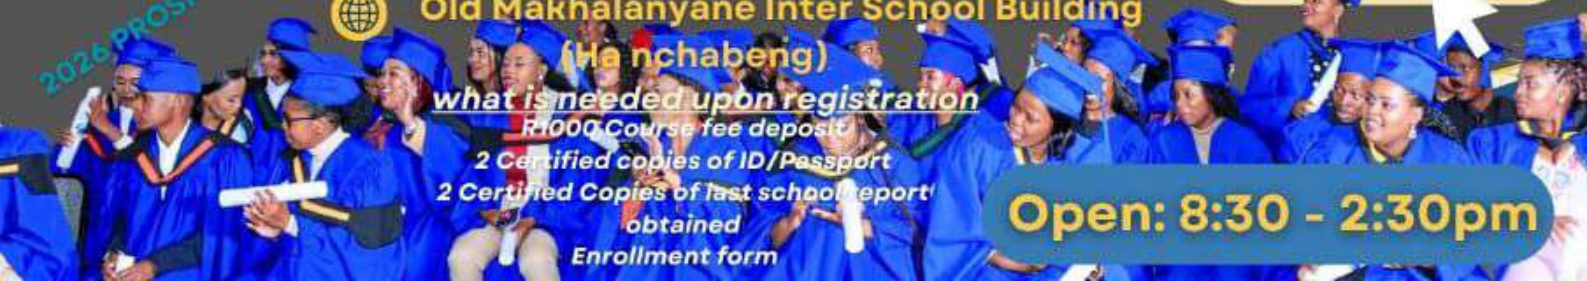 2026
Old Makhalanyane Inter School Building
(Ha nchabeng)
what is needed upon registration
R1000 Course fee deposit
2 Certified copies of ID/Passport
2 Certified Copies of last school report
obtained
Enrollment form
Open: 8:30 - 2:30pm